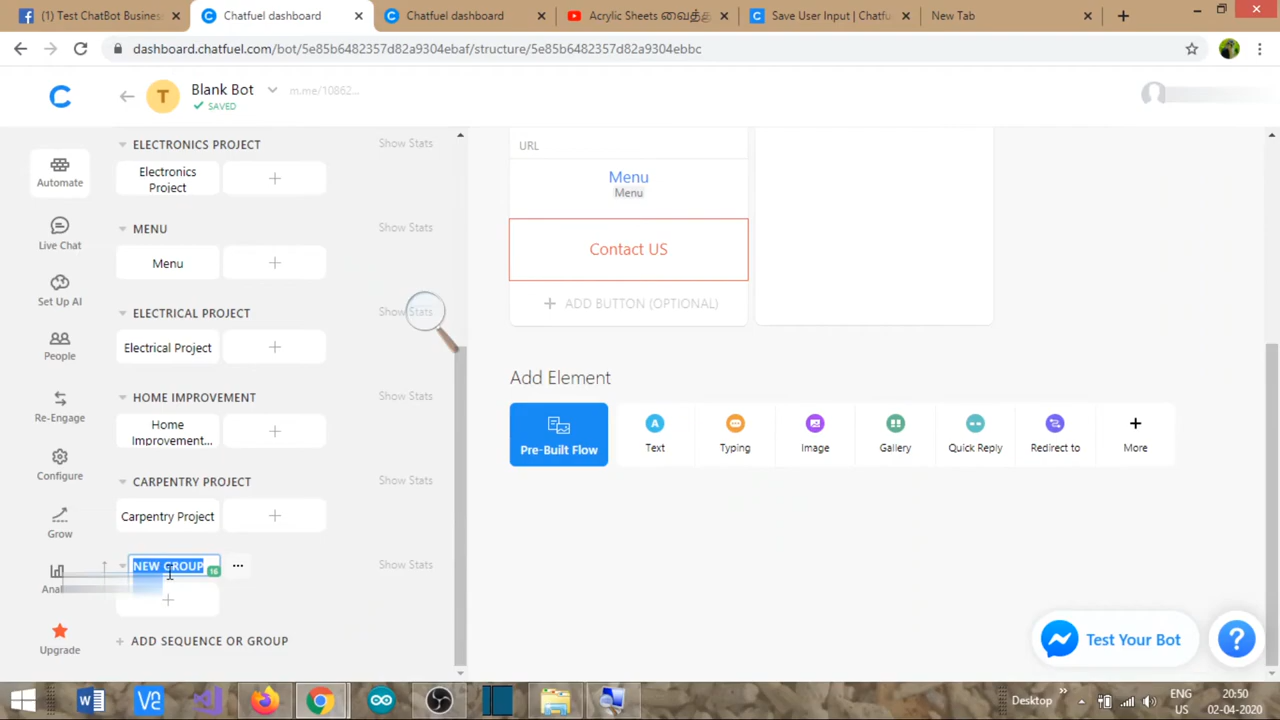 (1) Test ChatBot Business
Chatfuel dashboard
Chatfuel dashboard
Acrylic Sheets வைத்த
Save User Input | Chatfu
New Tab
dashboard.chatfuel.com/bot/5e85b6482357d82a9304ebaf/structure/5e85b6482357d82a9304ebbc
Blank Bot
m.me/10862...
SAVED
T
Automate
Live Chat
Set Up AI
People
Re-Engage
Configure
Grow
Anal
Upgrade
ELECTRONICS PROJECT
Show Stats
Electronics
Project
MENU
Show Stats
Menu
ELECTRICAL PROJECT
Show Stats
Electrical Project
HOME IMPROVEMENT
Show Stats
Home
Improvement...
CARPENTRY PROJECT
Show Stats
Carpentry Project
NEW GROUP
16
Show Stats
+ ADD SEQUENCE OR GROUP
URL
Menu
Menu
Contact US
+ ADD BUTTON (OPTIONAL)
Add Element
Pre-Built Flow
A
Text
Typing
Image
Gallery
Quick Reply
Redirect to
More
Test Your Bot
?
Desktop
ENG
US
20:50
02-04-2020